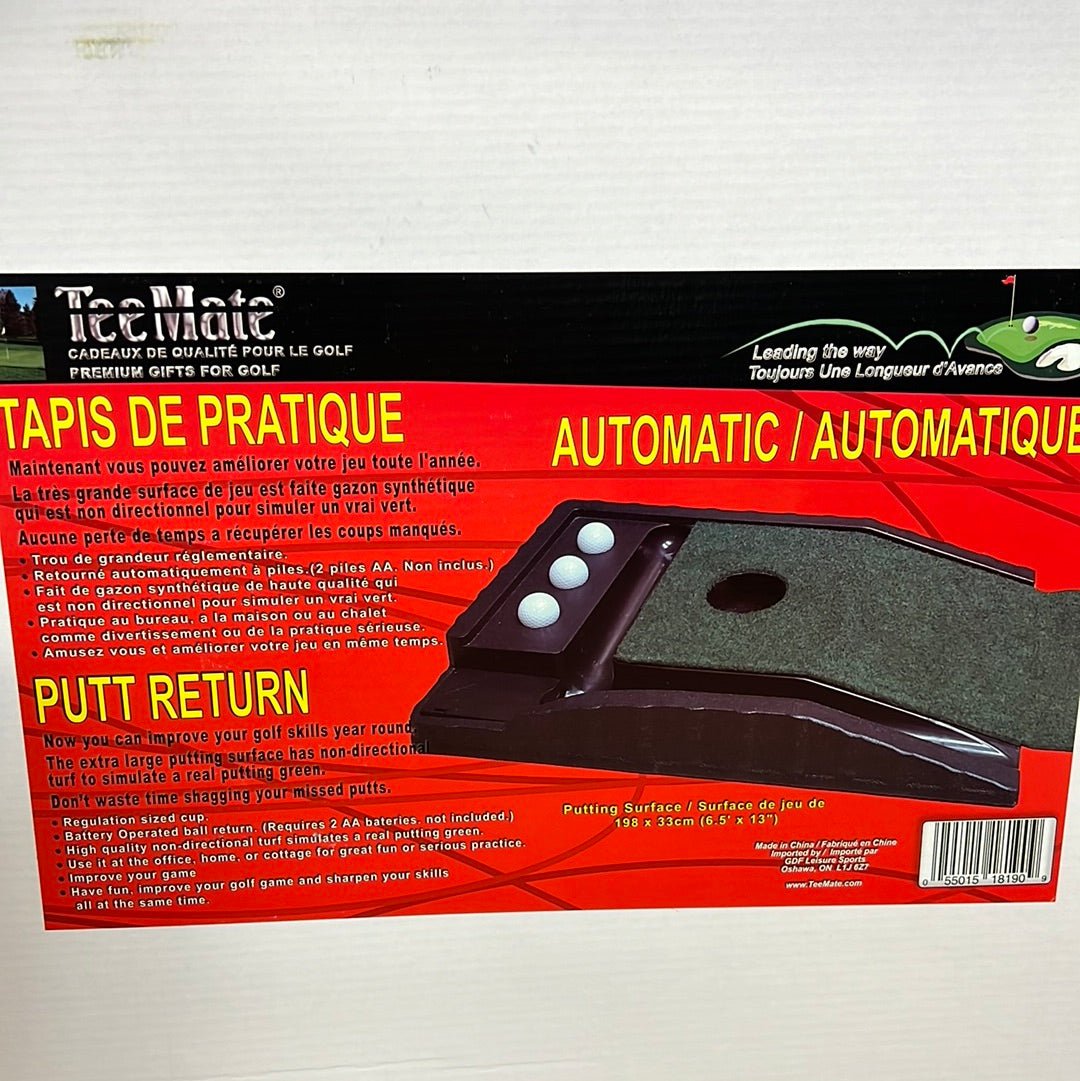 TeeMate®
CADEAUX DE QUALITÉ POUR LE GOLF
PREMIUM GIFTS FOR GOLF
Leading the way
Toujours Une Longueur d'Avance
TAPIS DE PRATIQUE
AUTOMATIC / AUTOMATIQUE
Maintenant vous pouvez améliorer votre jeu toute l'année.
La très grande surface de jeu est faite gazon synthétique
qui est non directionnel pour simuler un vrai vert.
Aucune perte de temps a récupérer les coups manqués.
• Trou de grandeur réglementaire.
• Retourné automatiquement à piles.(2 piles AA. Non inclus.)
• Fait de gazon synthétique de haute qualité qui
est non directionnel pour simuler un vrai vert.
• Pratique au bureau, a la maison ou au chalet
comme divertissement ou de la pratique sérieuse.
• Amusez vous et améliorer votre jeu en même temps.
PUTT RETURN
Now you can improve your golf skills year round.
The extra large putting surface has non-directional
turf to simulate a real putting green.
Don't waste time shagging your missed putts.
• Regulation sized cup.
• Battery Operated ball return. (Requires 2 AA bateries. not included.)
• High quality non-directional turf simulates a real putting green.
• Use it at the office, home, or cottage for great fun or serious practice.
• Improve your game
• Have fun, improve your golf game and sharpen your skills
all at the same time.
Putting Surface / Surface de jeu de
198 x 33cm (6.5' x 13")
Made in China / Fabriqué en Chine
Imported by / Importé par
GDF Leisure Sports
Oshawa, ON L1J 6Z7
www.TeeMate.com
0 55015 18190 9